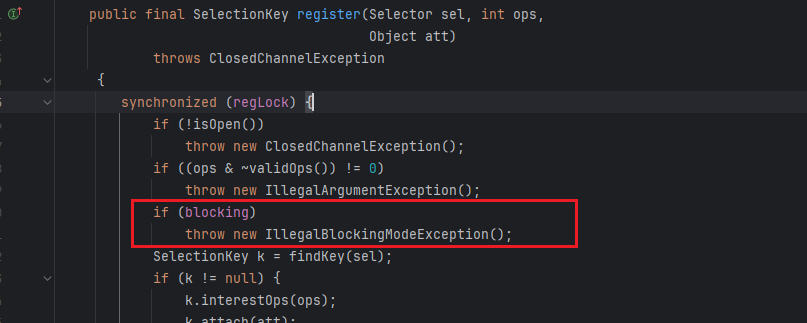 public final SelectionKey register(Selector sel, int ops,
Object att)
throws ClosedChannelException
{
synchronized (regLock) {
if (!isOpen())
throw new ClosedChannelException();
if ((ops & ~validOps()) != 0)
throw new IllegalArgumentException();
if (blocking)
throw new IllegalBlockingModeException();
SelectionKey k = findKey(sel);
if (k != null) {
k.interestOps(ops);
k.attach(att);